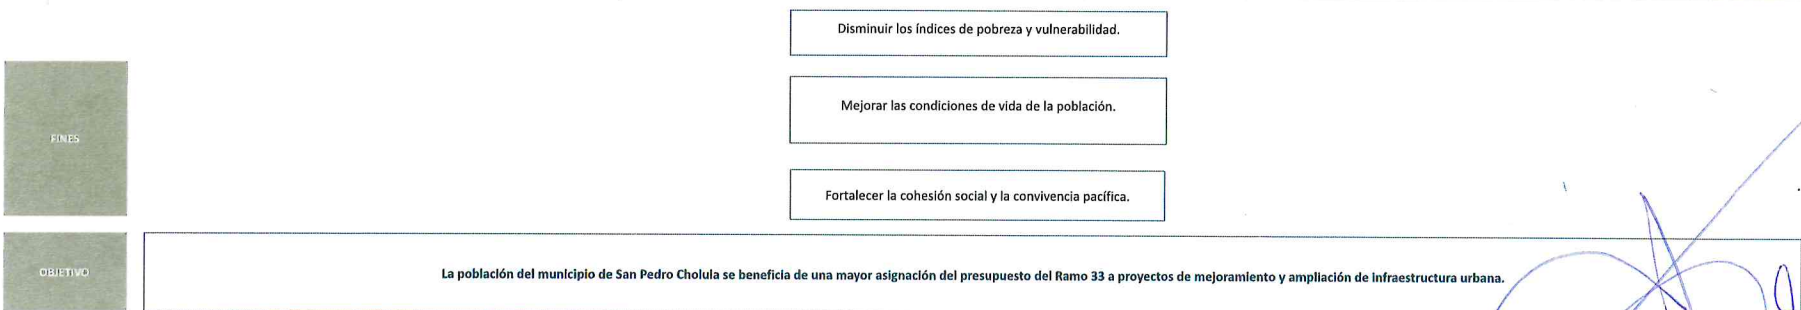 Disminuir los índices de pobreza y vulnerabilidad.
Mejorar las condiciones de vida de la población.
FINES
Fortalecer la cohesión social y la convivencia pacífica.
OBJETIVO
La población del municipio de San Pedro Cholula se beneficia de una mayor asignación del presupuesto del Ramo 33 a proyectos de mejoramiento y ampliación de infraestructura urbana.